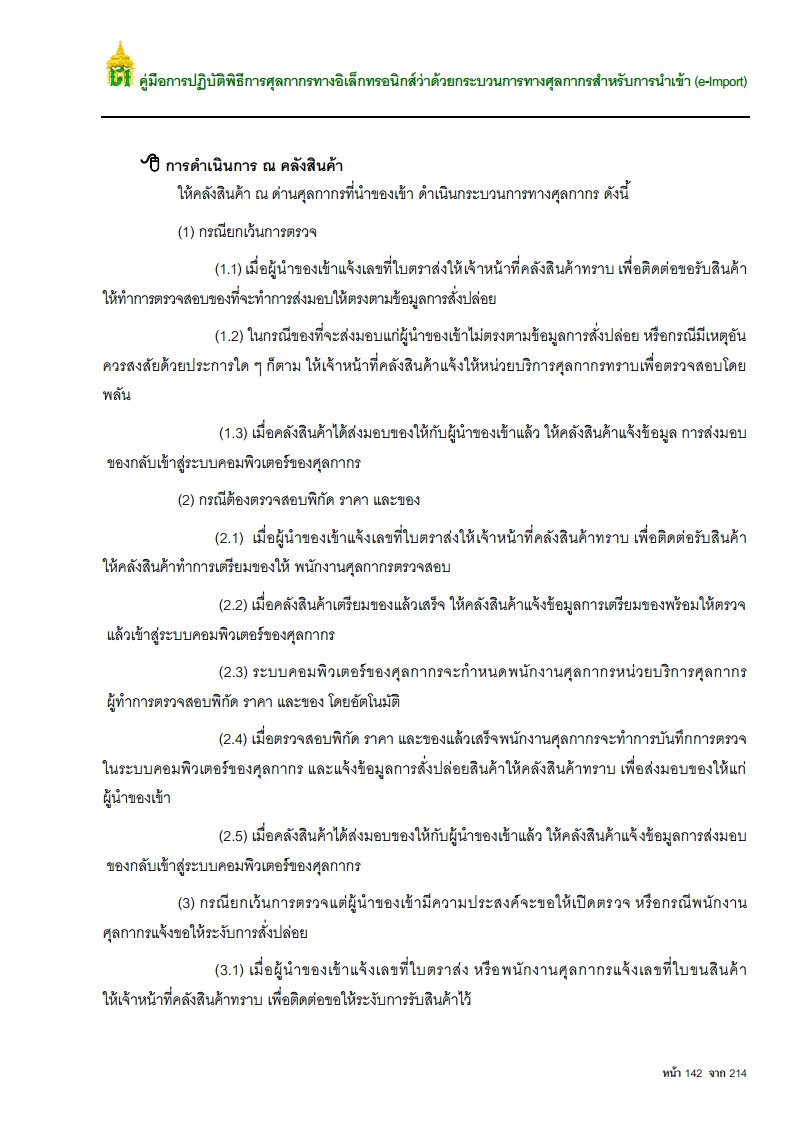 คู่มือการปฏิบัติพิธีการศุลกากรทางอิเล็กทรอนิกส์ว่าด้วยกระบวนการทางศุลกากรสำหรับการนำเข้า (e-Import)
การดำเนินการ ณ คลังสินค้า
ให้คลังสินค้า ณ ด่านศุลกากรที่นำของเข้า ดำเนินกระบวนการทางศุลกากร ดังนี้
(1) กรณียกเว้นการตรวจ
(1.1) เมื่อผู้นำของเข้าแจ้งเลขที่ใบตราส่งให้เจ้าหน้าที่คลังสินค้าทราบ เพื่อติดต่อขอรับสินค้า
ให้ทำการตรวจสอบของที่จะทำการส่งมอบให้ตรงตามข้อมูลการสั่งปล่อย
(1.2) ในกรณีของที่จะส่งมอบแก่ผู้นำของเข้าไม่ตรงตามข้อมูลการสั่งปล่อย หรือกรณีมีเหตุอัน
ควรสงสัยด้วยประการใด ๆ ก็ตาม ให้เจ้าหน้าที่คลังสินค้าแจ้งให้หน่วยบริการศุลกากรทราบเพื่อตรวจสอบโดย
พลัน
(1.3) เมื่อคลังสินค้าได้ส่งมอบของให้กับผู้นำของเข้าแล้ว ให้คลังสินค้าแจ้งข้อมูล การส่งมอบ
ของกลับเข้าสู่ระบบคอมพิวเตอร์ของศุลกากร
(2) กรณีต้องตรวจสอบพิกัด ราคา และของ
(2.1) เมื่อผู้นำของเข้าแจ้งเลขที่ใบตราส่งให้เจ้าหน้าที่คลังสินค้าทราบ เพื่อติดต่อรับสินค้า
ให้คลังสินค้าทำการเตรียมของให้ พนักงานศุลกากรตรวจสอบ
(2.2) เมื่อคลังสินค้าเตรียมของแล้วเสร็จ ให้คลังสินค้าแจ้งข้อมูลการเตรียมของพร้อมให้ตรวจ
แล้วเข้าสู่ระบบคอมพิวเตอร์ของศุลกากร
(2.3) ระบบคอมพิวเตอร์ของศุลกากรจะกำหนดพนักงานศุลกากรหน่วยบริการศุลกากร
ผู้ทำการตรวจสอบพิกัด ราคา และของ โดยอัตโนมัติ
(2.4) เมื่อตรวจสอบพิกัด ราคา และของแล้วเสร็จพนักงานศุลกากรจะทำการบันทึกการตรวจ
ในระบบคอมพิวเตอร์ของศุลกากร และแจ้งข้อมูลการสั่งปล่อยสินค้าให้คลังสินค้าทราบ เพื่อส่งมอบของให้แก่
ผู้นำของเข้า
(2.5) เมื่อคลังสินค้าได้ส่งมอบของให้กับผู้นำของเข้าแล้ว ให้คลังสินค้าแจ้งข้อมูลการส่งมอบ
ของกลับเข้าสู่ระบบคอมพิวเตอร์ของศุลกากร
(3) กรณียกเว้นการตรวจแต่ผู้นำของเข้ามีความประสงค์จะขอให้เปิดตรวจ หรือกรณีพนักงาน
ศุลกากรแจ้งขอให้ระงับการสั่งปล่อย
(3.1) เมื่อผู้นำของเข้าแจ้งเลขที่ใบตราส่ง หรือพนักงานศุลกากรแจ้งเลขที่ใบขนสินค้า
ให้เจ้าหน้าที่คลังสินค้าทราบ เพื่อติดต่อขอให้ระงับการรับสินค้าไว้
หน้า 142 จาก 214